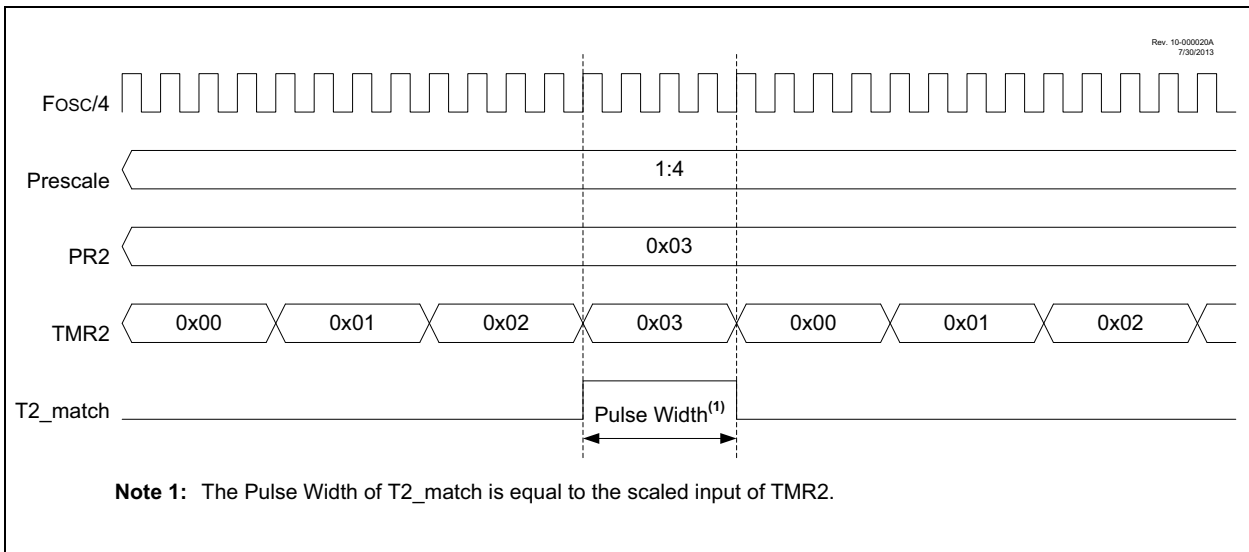 Rev. 10-000020A
7/30/2013
FOSC/4
Prescale
1:4
PR2
0x03
TMR2
0x00
0x01
0x02
0x03
0x00
0x01
0x02
T2_match
Pulse Width(1)
Note 1: The Pulse Width of T2_match is equal to the scaled input of TMR2.